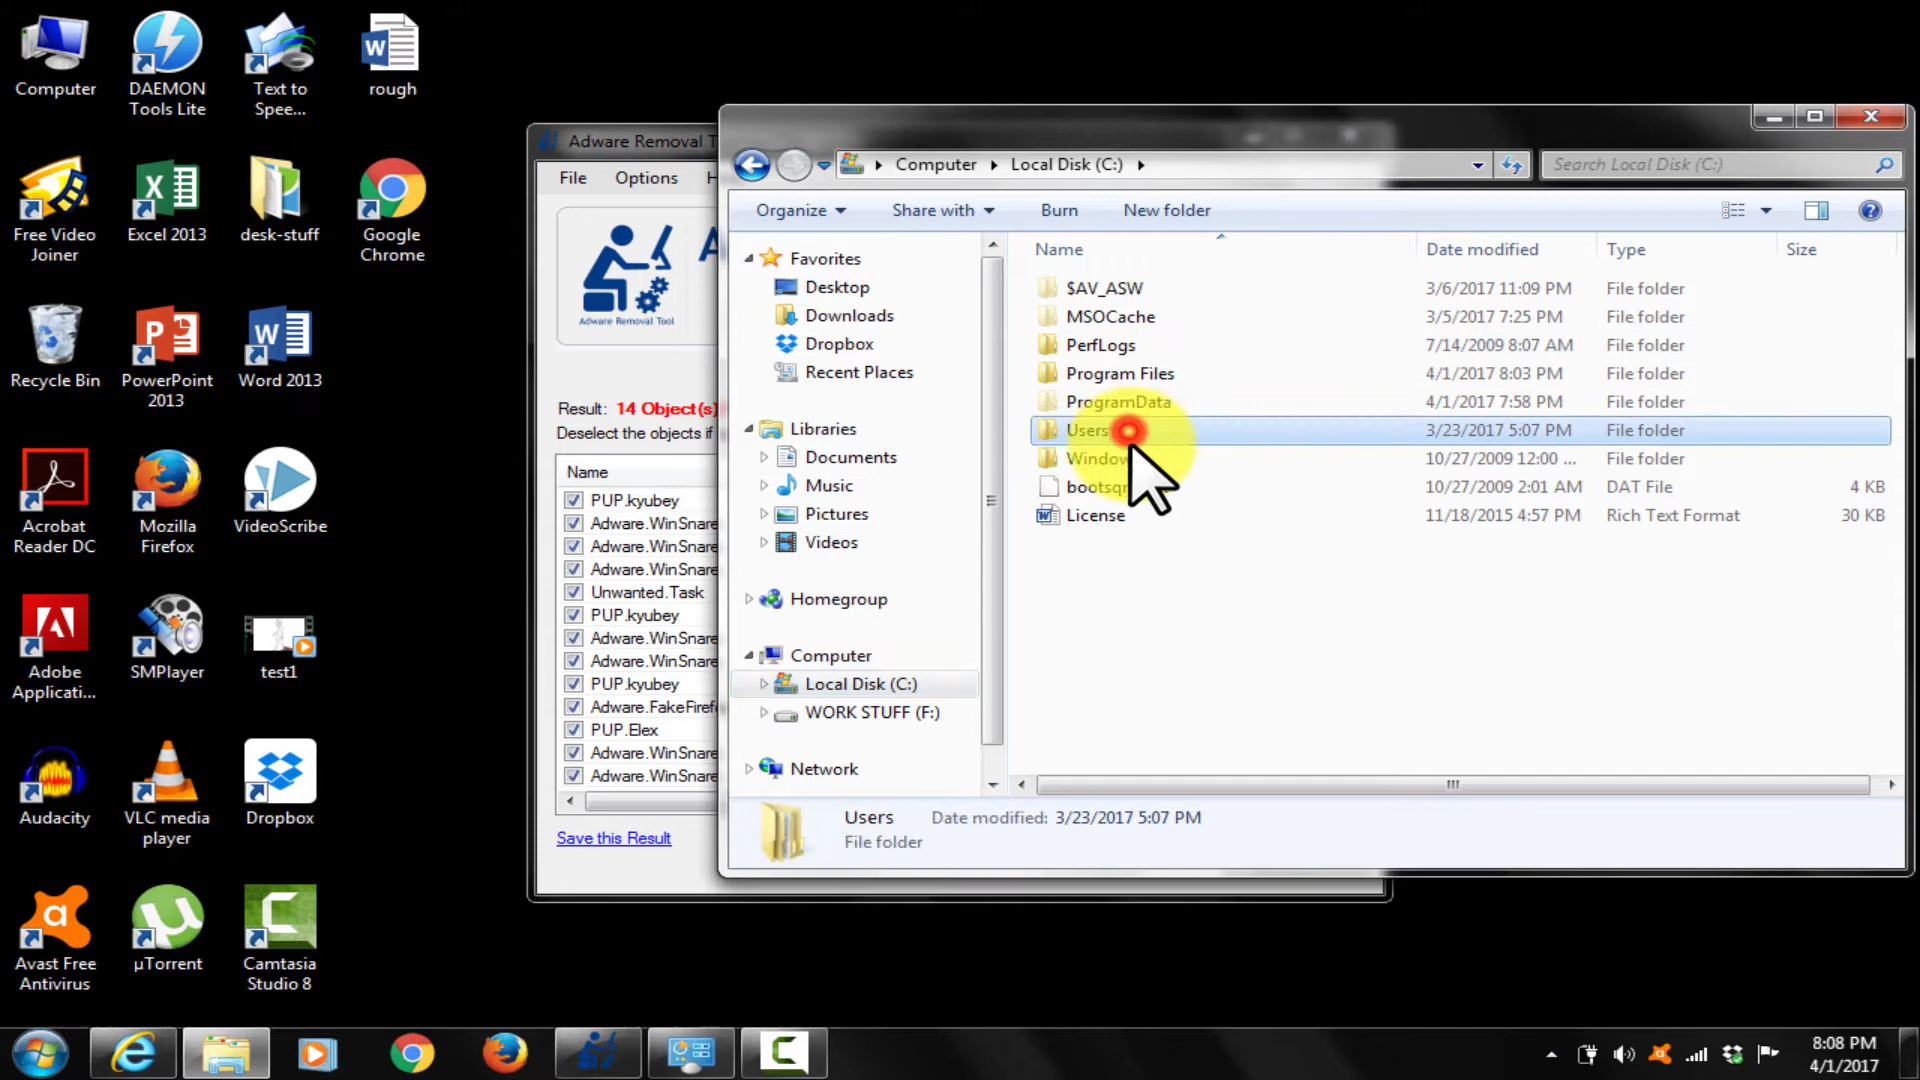 Computer
DAEMON
Tools Lite
Text to
Spee...
rough
Free Video
Joiner
Excel 2013
desk-stuff
Google
Chrome
Recycle Bin
PowerPoint
2013
Word 2013
Acrobat
Reader DC
Mozilla
Firefox
VideoScribe
Adobe
Applicati...
SMPlayer
test1
Audacity
VLC media
player
Dropbox
Avast Free
Antivirus
µTorrent
Camtasia
Studio 8
Adware Removal T
File Options H
A
Adware Removal Tool
Result: 14 Object(s)
Deselect the objects if
Name
PUP.kyubey
Adware.WinSnare
Adware.WinSnare
Adware.WinSnare
Unwanted.Task
PUP.kyubey
Adware.WinSnare
Adware.WinSnare
PUP.kyubey
Adware.FakeFirefo
PUP.Elex
Adware.WinSnare
Adware.WinSnare
Save this Result
Computer Local Disk (C:)
Search Local Disk (C:)
Organize Share with Burn New folder
Favorites
Desktop
Downloads
Dropbox
Recent Places
Libraries
Documents
Music
Pictures
Videos
Homegroup
Computer
Local Disk (C:)
WORK STUFF (F:)
Network
Name Date modified Type Size
$AV_ASW 3/6/2017 11:09 PM File folder
MSOCache 3/5/2017 7:25 PM File folder
PerfLogs 7/14/2009 8:07 AM File folder
Program Files 4/1/2017 8:03 PM File folder
ProgramData 4/1/2017 7:58 PM File folder
Users 3/23/2017 5:07 PM File folder
Window 10/27/2009 12:00 ... File folder
bootsq 10/27/2009 2:01 AM DAT File 4 KB
License 11/18/2015 4:57 PM Rich Text Format 30 KB
Users Date modified: 3/23/2017 5:07 PM
File folder
8:08 PM
4/1/2017